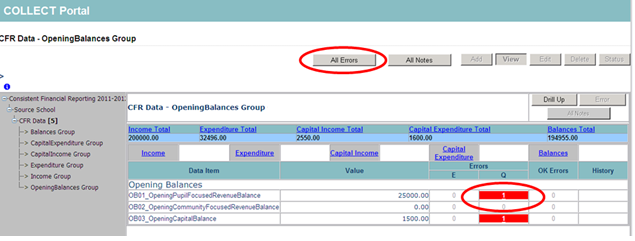 COLLECT Portal
CFR Data - OpeningBalances Group
All Errors All Notes Add View Edit Delete Status
>
Consistent Financial Reporting 2011-201
Source School
CFR Data [5]
Balances Group
CapitalExpenditure Group
CapitalIncome Group
Expenditure Group
Income Group
OpeningBalances Group
CFR Data - OpeningBalances Group
Drill Up Error
All Notes
Income Total Expenditure Total Capital Income Total Capital Expenditure Total Balances Total
200000.00 32496.00 2550.00 1600.00 194955.00
Income Expenditure Capital Income Capital Expenditure Balances
Data Item Value Errors OK Errors History
E Q
Opening Balances
OB01_OpeningPupilFocusedRevenueBalance 25000.00 0 1 0
OB02_OpeningCommunityFocusedRevenueBalance 0.00 0 0 0
OB03_OpeningCapitalBalance 1500.00 0 1 0